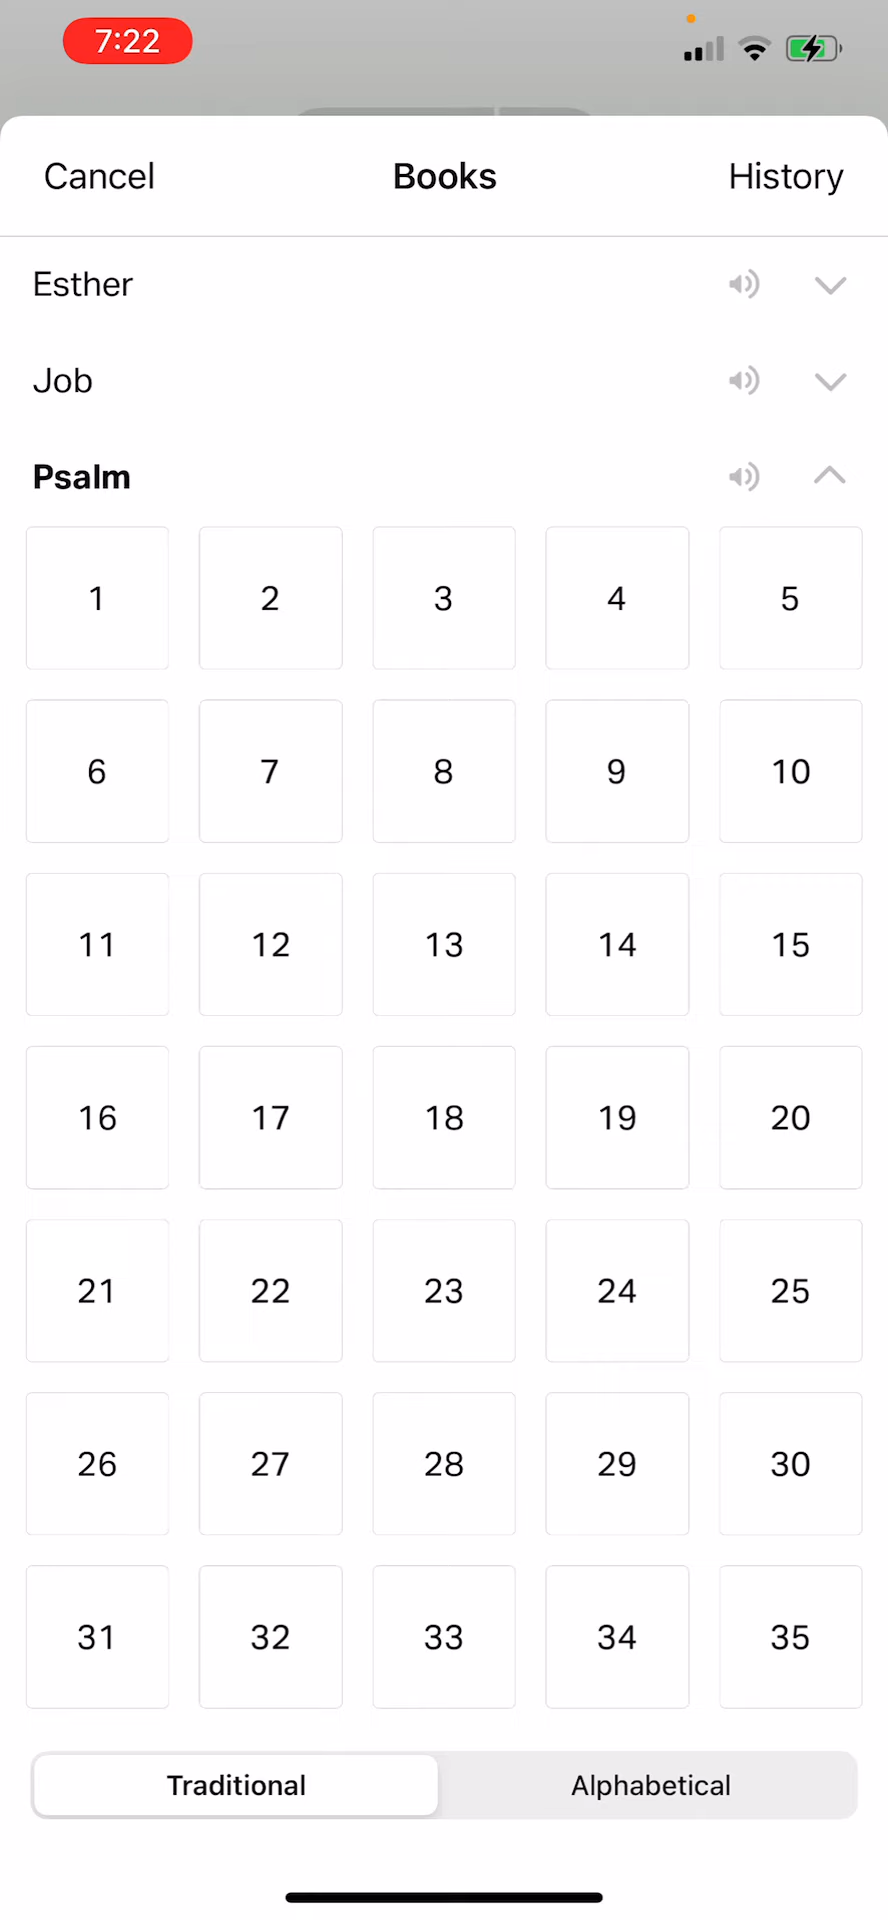 7:22
Cancel Books History
Esther
Job
Psalm
1 2 3 4 5
6 7 8 9 10
11 12 13 14 15
16 17 18 19 20
21 22 23 24 25
26 27 28 29 30
31 32 33 34 35
Traditional Alphabetical